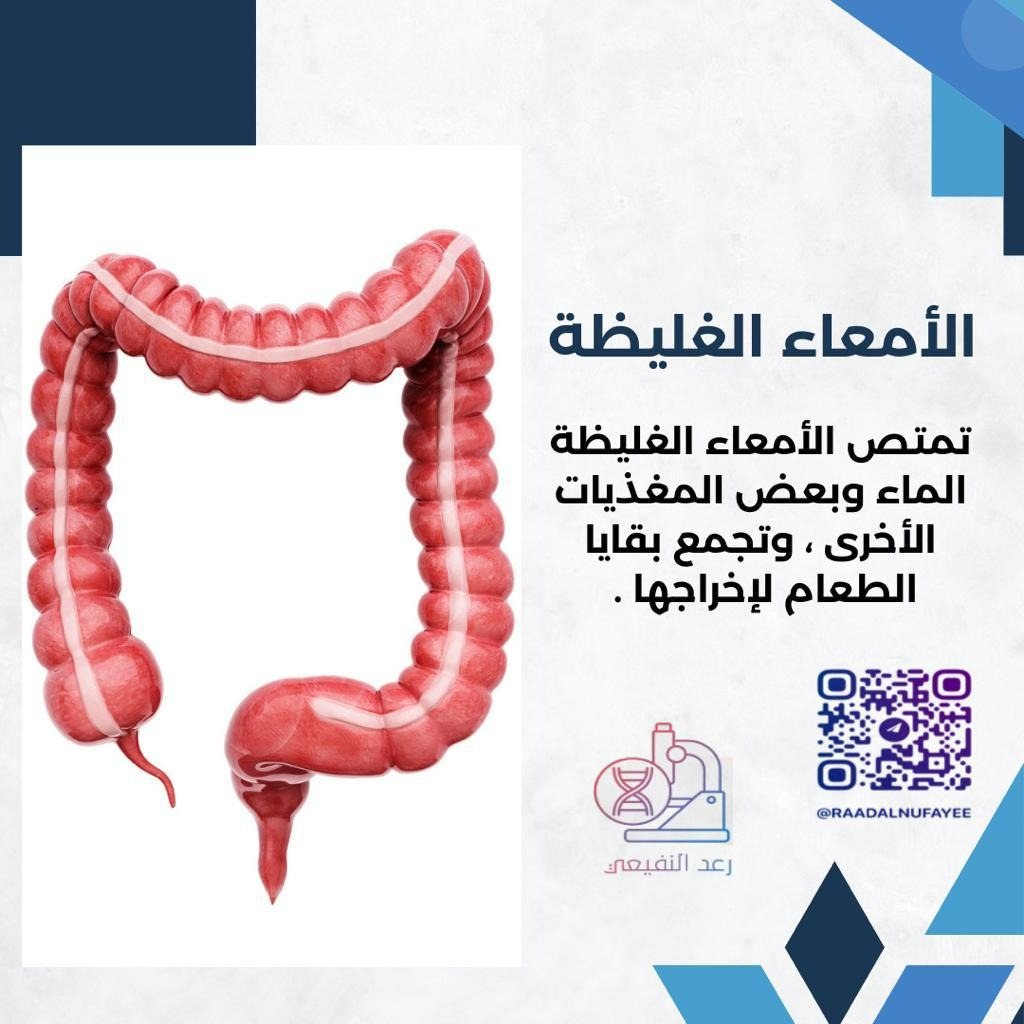 الأمعاء الغليظة
تمتص الأمعاء الغليظة
الماء وبعض المغذيات
الأخرى ، وتجمع بقايا
الطعام لإخراجها .
@RAADALNUFAYEE
رعد النفيعي